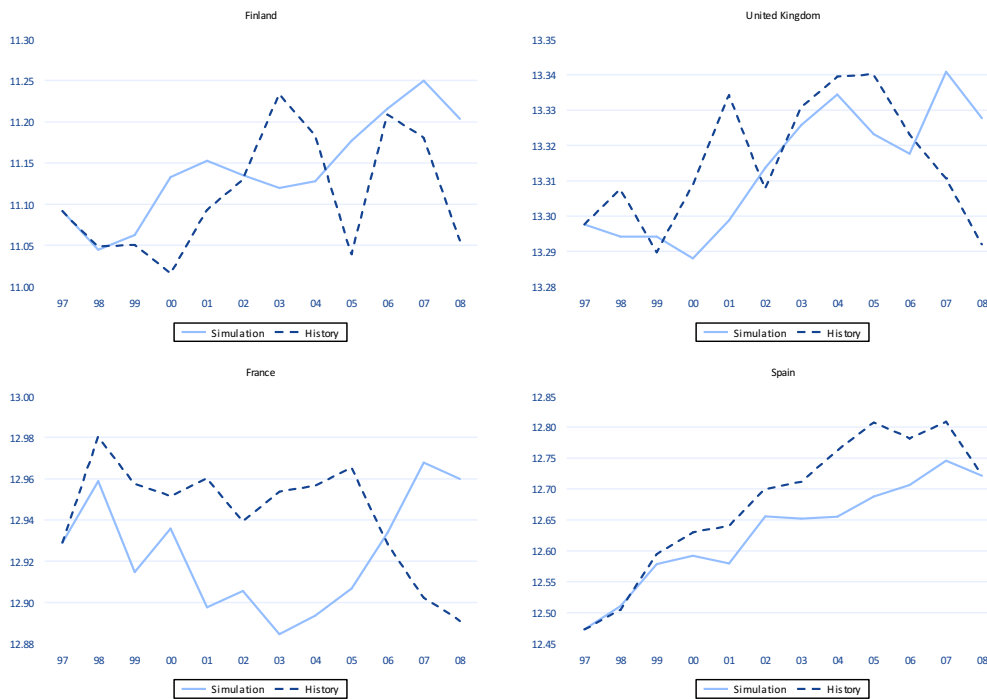 Finland
11.30
11.25
11.20
11.15
11.10
11.05
11.00
97 98 99 00 01 02 03 04 05 06 07 08
Simulation History
United Kingdom
13.35
13.34
13.33
13.32
13.31
13.30
13.29
13.28
97 98 99 00 01 02 03 04 05 06 07 08
Simulation History
France
13.00
12.98
12.96
12.94
12.92
12.90
12.88
97 98 99 00 01 02 03 04 05 06 07 08
Simulation History
Spain
12.85
12.80
12.75
12.70
12.65
12.60
12.55
12.50
12.45
97 98 99 00 01 02 03 04 05 06 07 08
Simulation History